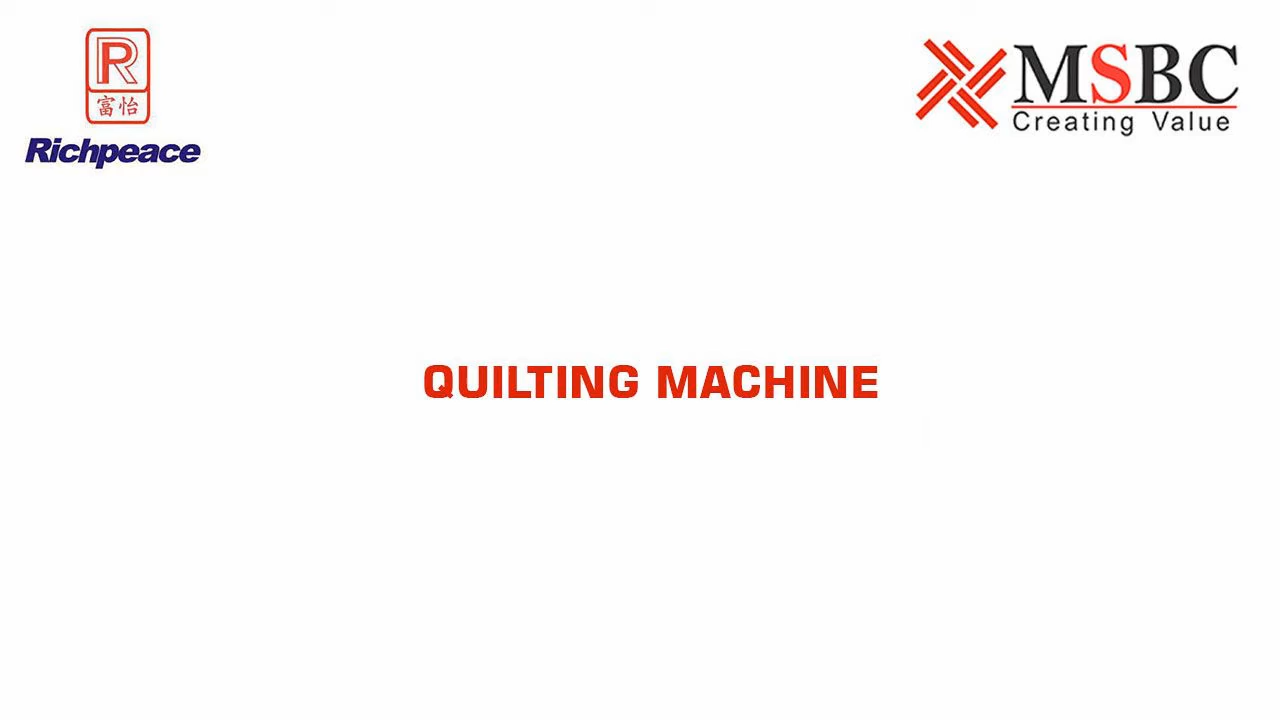 R
富怡
Richpeace
MSBC
Creating Value
QUILTING MACHINE